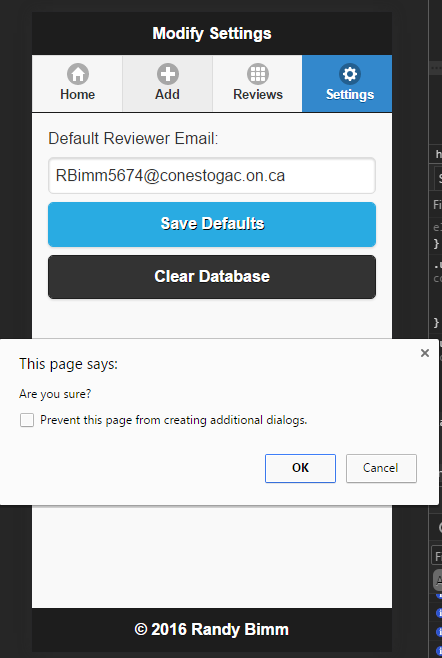 Modify Settings
Home
Add
Reviews
Settings
Default Reviewer Email:
RBimm5674@conestogac.on.ca
Save Defaults
Clear Database
This page says:
Are you sure?
Prevent this page from creating additional dialogs.
OK
Cancel
© 2016 Randy Bimm